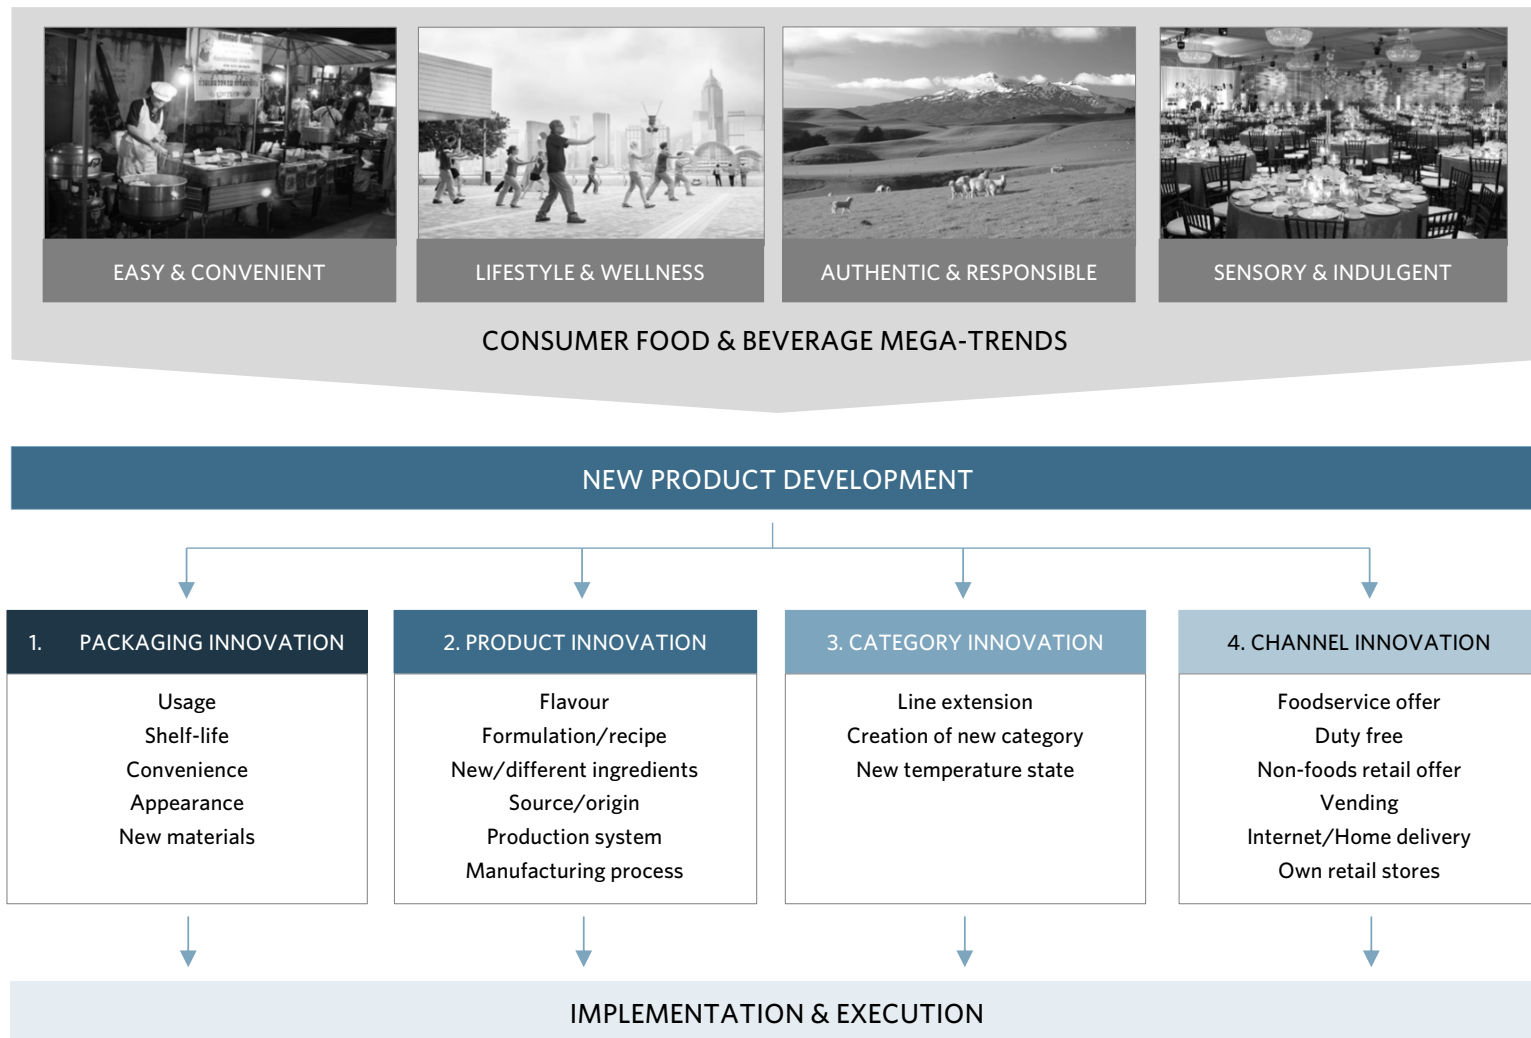 EASY & CONVENIENT
LIFESTYLE & WELLNESS
AUTHENTIC & RESPONSIBLE
SENSORY & INDULGENT
CONSUMER FOOD & BEVERAGE MEGA-TRENDS
NEW PRODUCT DEVELOPMENT
1. PACKAGING INNOVATION
Usage
Shelf-life
Convenience
Appearance
New materials
2. PRODUCT INNOVATION
Flavour
Formulation/recipe
New/different ingredients
Source/origin
Production system
Manufacturing process
3. CATEGORY INNOVATION
Line extension
Creation of new category
New temperature state
4. CHANNEL INNOVATION
Foodservice offer
Duty free
Non-foods retail offer
Vending
Internet/Home delivery
Own retail stores
IMPLEMENTATION & EXECUTION